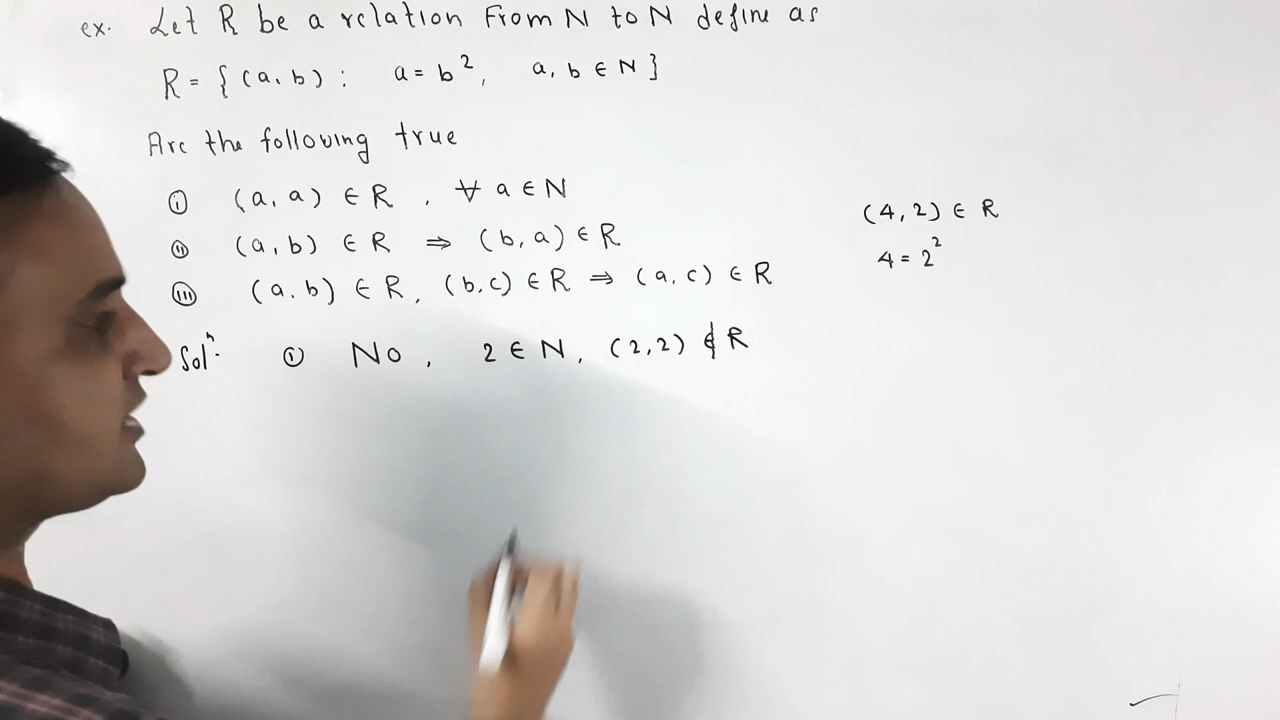 ex. Let R be a relation From N to N define as
R = { (a, b) : a = b², a, b ∈ N }
Are the following true
(i) (a, a) ∈ R, ∀ a ∈ N
(ii) (a, b) ∈ R ⇒ (b, a) ∈ R
(iii) (a, b) ∈ R, (b, c) ∈ R ⇒ (a, c) ∈ R
(4, 2) ∈ R
4 = 2²
Solⁿ. (i) No, 2 ∈ N, (2, 2) ∉ R